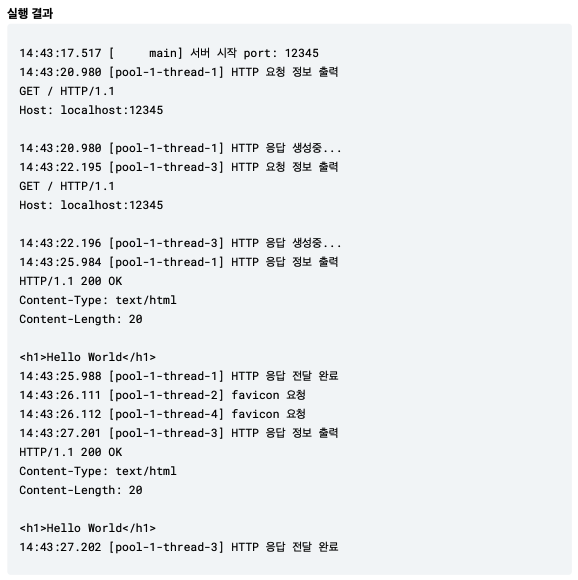 실행 결과
14:43:17.517 [     main] 서버 시작 port: 12345
14:43:20.980 [pool-1-thread-1] HTTP 요청 정보 출력
GET / HTTP/1.1
Host: localhost:12345
14:43:20.980 [pool-1-thread-1] HTTP 응답 생성중...
14:43:22.195 [pool-1-thread-3] HTTP 요청 정보 출력
GET / HTTP/1.1
Host: localhost:12345
14:43:22.196 [pool-1-thread-3] HTTP 응답 생성중...
14:43:25.984 [pool-1-thread-1] HTTP 응답 정보 출력
HTTP/1.1 200 OK
Content-Type: text/html
Content-Length: 20
<h1>Hello World</h1>
14:43:25.988 [pool-1-thread-1] HTTP 응답 전달 완료
14:43:26.111 [pool-1-thread-2] favicon 요청
14:43:26.112 [pool-1-thread-4] favicon 요청
14:43:27.201 [pool-1-thread-3] HTTP 응답 정보 출력
HTTP/1.1 200 OK
Content-Type: text/html
Content-Length: 20
<h1>Hello World</h1>
14:43:27.202 [pool-1-thread-3] HTTP 응답 전달 완료